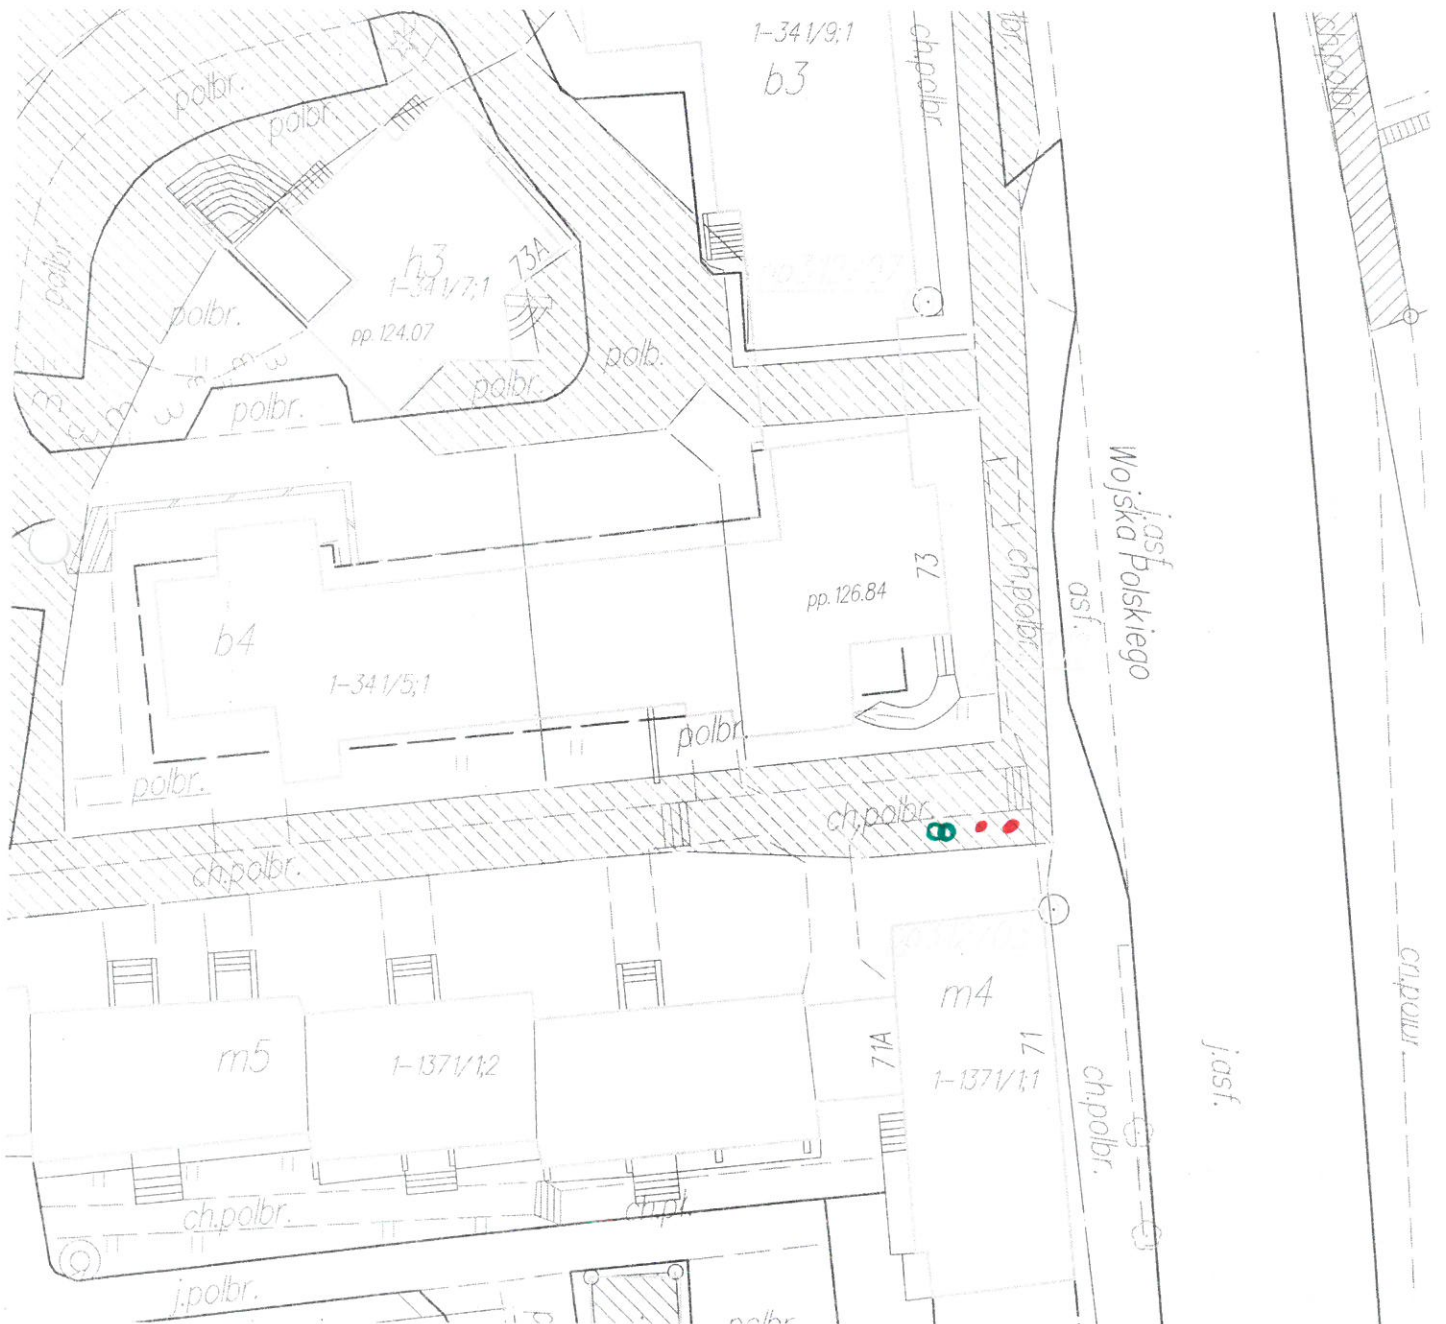 1-341/9;1
b3
ch.polbr.
polbr.
polbr.
ch.polbr
polbr
h3
1-341/7;1
73A
polbr.
pp. 124.07
polb.
polbr.
polbr.
Wojska Polskiego
j.asf.
asf.
ch.polbr
73
pp. 126.84
b4
1-341/5;1
polbr.
polbr.
ch.polbr.
ch.polbr.
m4
71A
71
1-1371/1;1
m5
1-1371/1;2
ch.polbr.
j.asf.
ch.polbr.
ch.pł.
j.polbr.
polbr.